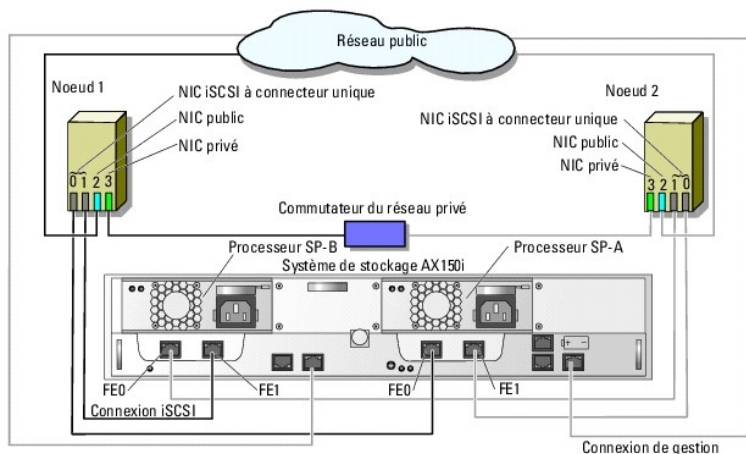 Réseau public
Noeud 1
NIC iSCSI à connecteur unique
NIC public
NIC privé
0 1 2 3
Noeud 2
NIC iSCSI à connecteur unique
NIC public
NIC privé
3 2 1 0
Commutateur du réseau privé
Processeur SP-B
Processeur SP-A
Système de stockage AX150i
FE0
FE1
FE0
FE1
Connexion iSCSI
Connexion de gestion